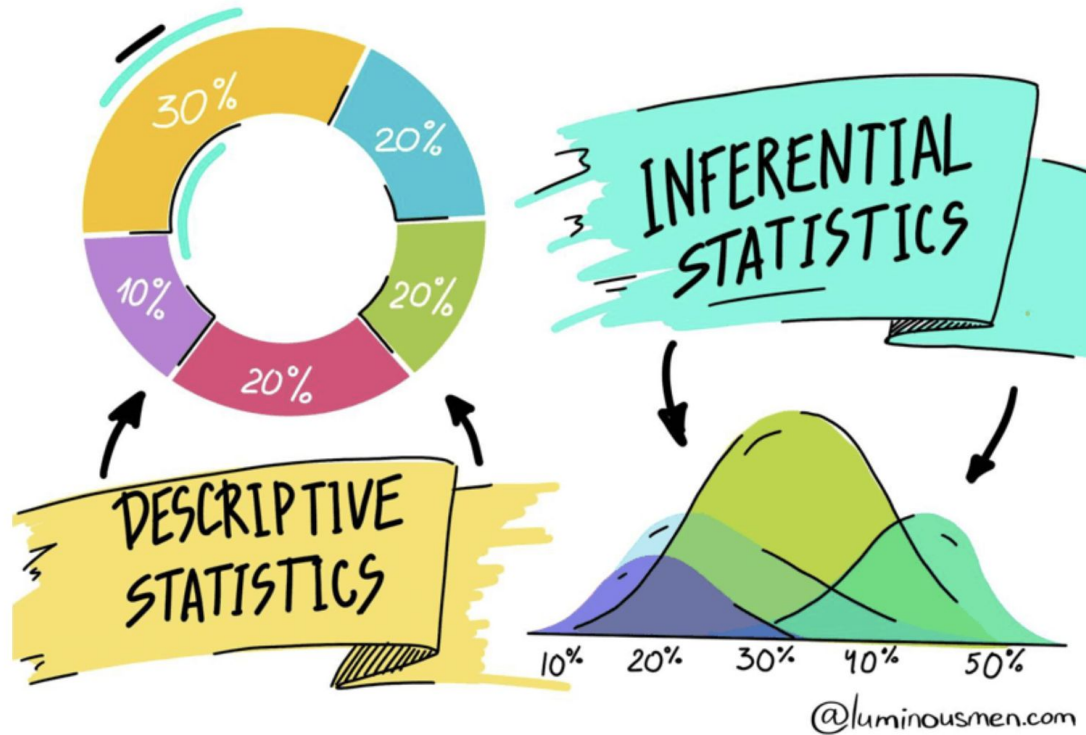 30%
20%
20%
20%
10%
DESCRIPTIVE
STATISTICS
INFERENTIAL
STATISTICS
10% 20% 30% 40% 50%
@luminousmen.com